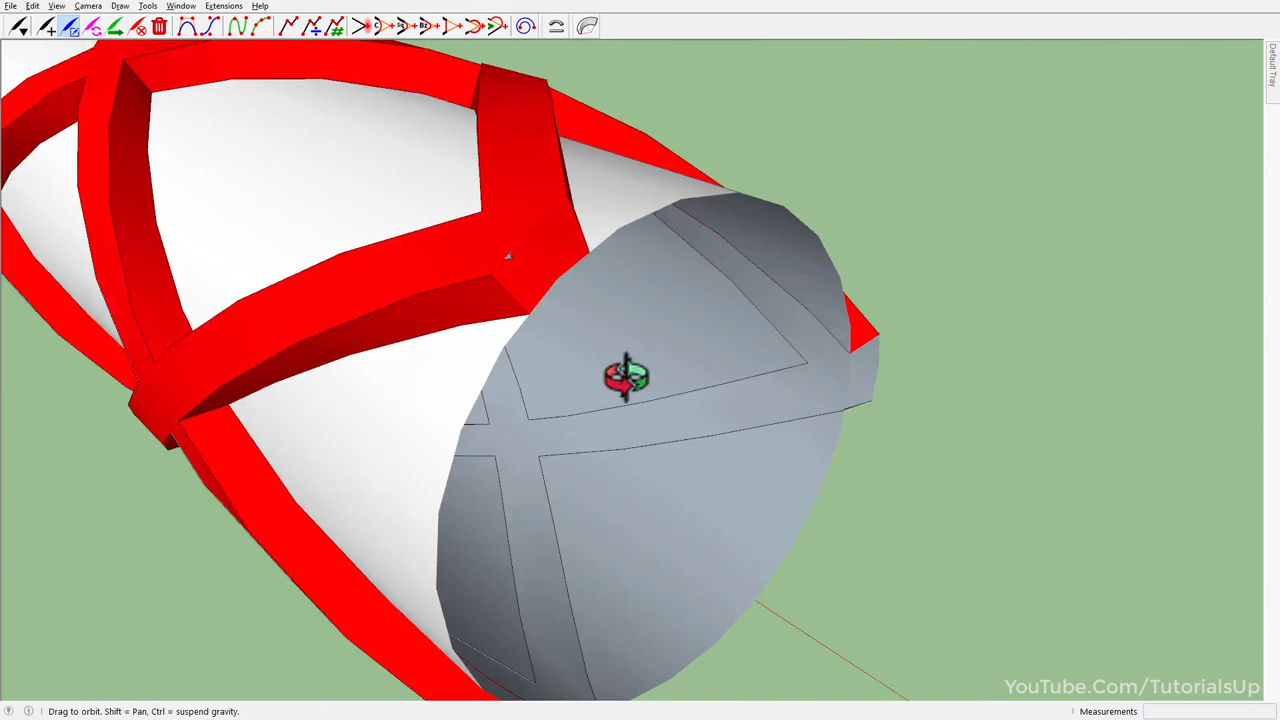 File Edit View Camera Draw Tools Window Extensions Help
Default Tray
YouTube.Com/TutorialsUp
Drag to orbit. Shift = Pan, Ctrl = suspend gravity.
Measurements